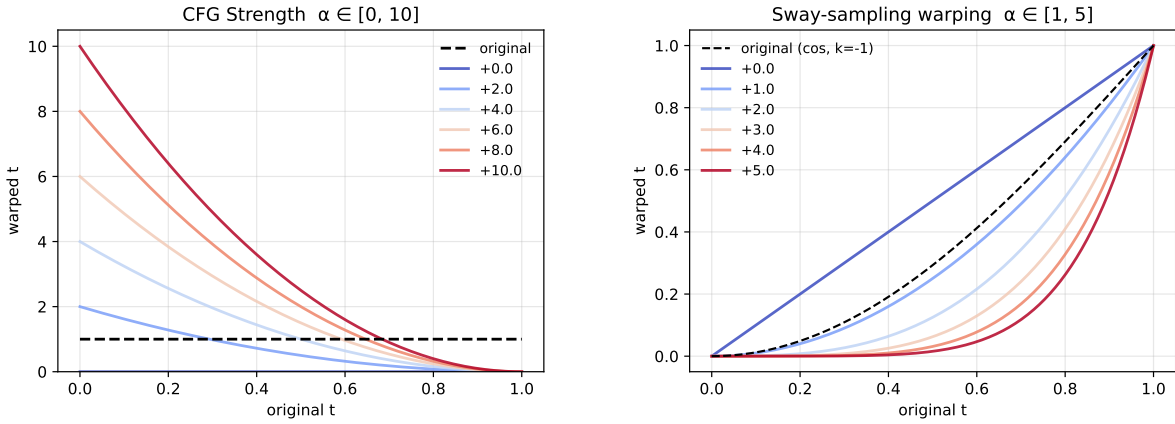 CFG Strength  α ∈ [0, 10]
10
8
6
4
2
0
warped t
0.0 0.2 0.4 0.6 0.8 1.0
original t
original
+0.0
+2.0
+4.0
+6.0
+8.0
+10.0
Sway-sampling warping  α ∈ [1, 5]
1.0
0.8
0.6
0.4
0.2
0.0
warped t
0.0 0.2 0.4 0.6 0.8 1.0
original t
original (cos, k=-1)
+0.0
+1.0
+2.0
+3.0
+4.0
+5.0